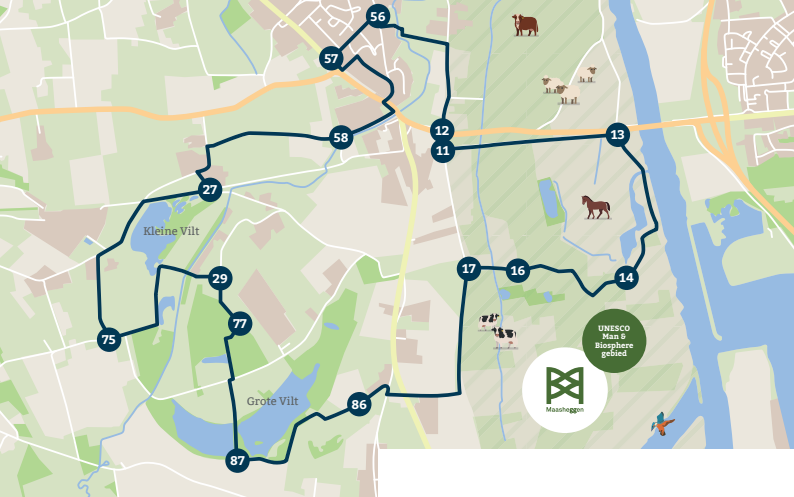 56
57
12
58
11
13
27
Kleine Vilt
17
16
14
29
77
75
UNESCO
Man &
Biosphere
gebied
Grote Vilt
86
Maasheggen
87